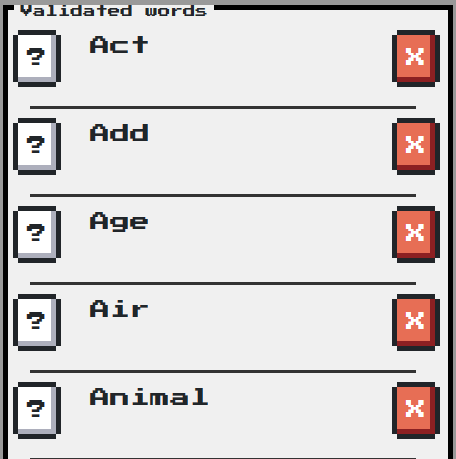 Validated words
? Act X
? Add X
? Age X
? Air X
? Animal X